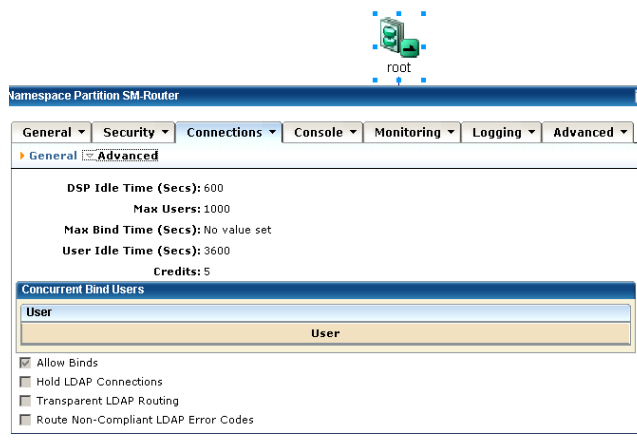 root
Namespace Partition SM-Router
General Security Connections Console Monitoring Logging Advanced
General Advanced
DSP Idle Time (Secs): 600
Max Users: 1000
Max Bind Time (Secs): No value set
User Idle Time (Secs): 3600
Credits: 5
Concurrent Bind Users
User
User
Allow Binds
Hold LDAP Connections
Transparent LDAP Routing
Route Non-Compliant LDAP Error Codes